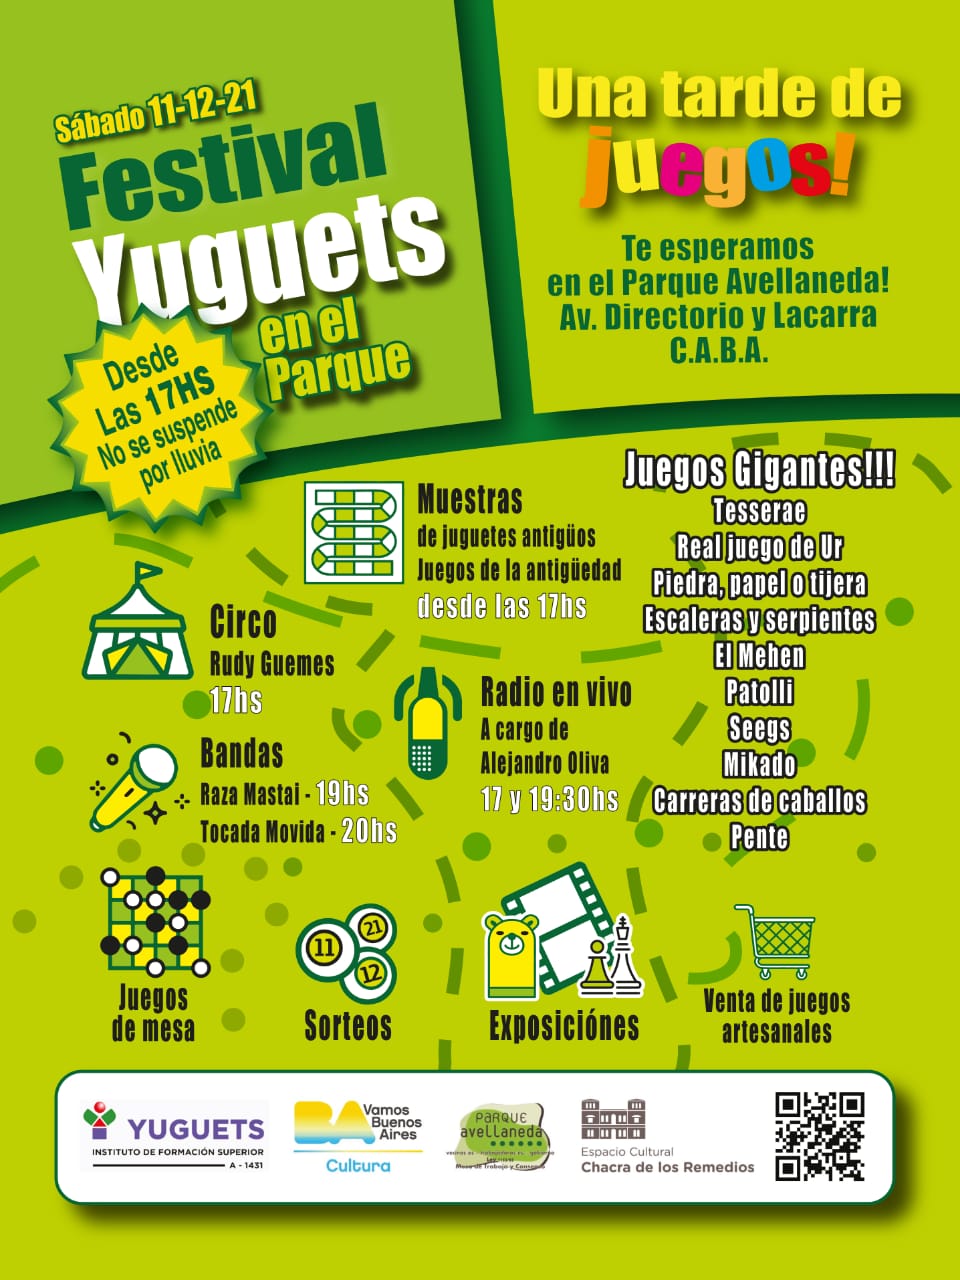 Sábado 11-12-21
Festival
Yuguets
en el
Parque
Desde
Las 17HS
No se suspende
por lluvia
Una tarde de
juegos!
Te esperamos
en el Parque Avellaneda!
Av. Directorio y Lacarra
C.A.B.A.
Muestras
de juguetes antigüos
Juegos de la antigüedad
desde las 17hs
Circo
Rudy Guemes
17hs
Radio en vivo
A cargo de
Alejandro Oliva
17 y 19:30hs
Bandas
Raza Mastai - 19hs
Tocada Movida - 20hs
Juegos Gigantes!!!
Tesserae
Real juego de Ur
Piedra, papel o tijera
Escaleras y serpientes
El Mehen
Patolli
Seegs
Mikado
Carreras de caballos
Pente
Juegos
de mesa
11
21
12
Sorteos
Exposiciónes
Venta de juegos
artesanales
YUGUETS
INSTITUTO DE FORMACIÓN SUPERIOR
A - 1431
BA
Vamos
Buenos
Aires
Cultura
PARQUE
avellaneda
Mesa de Trabajo y Consenso
Espacio Cultural
Chacra de los Remedios